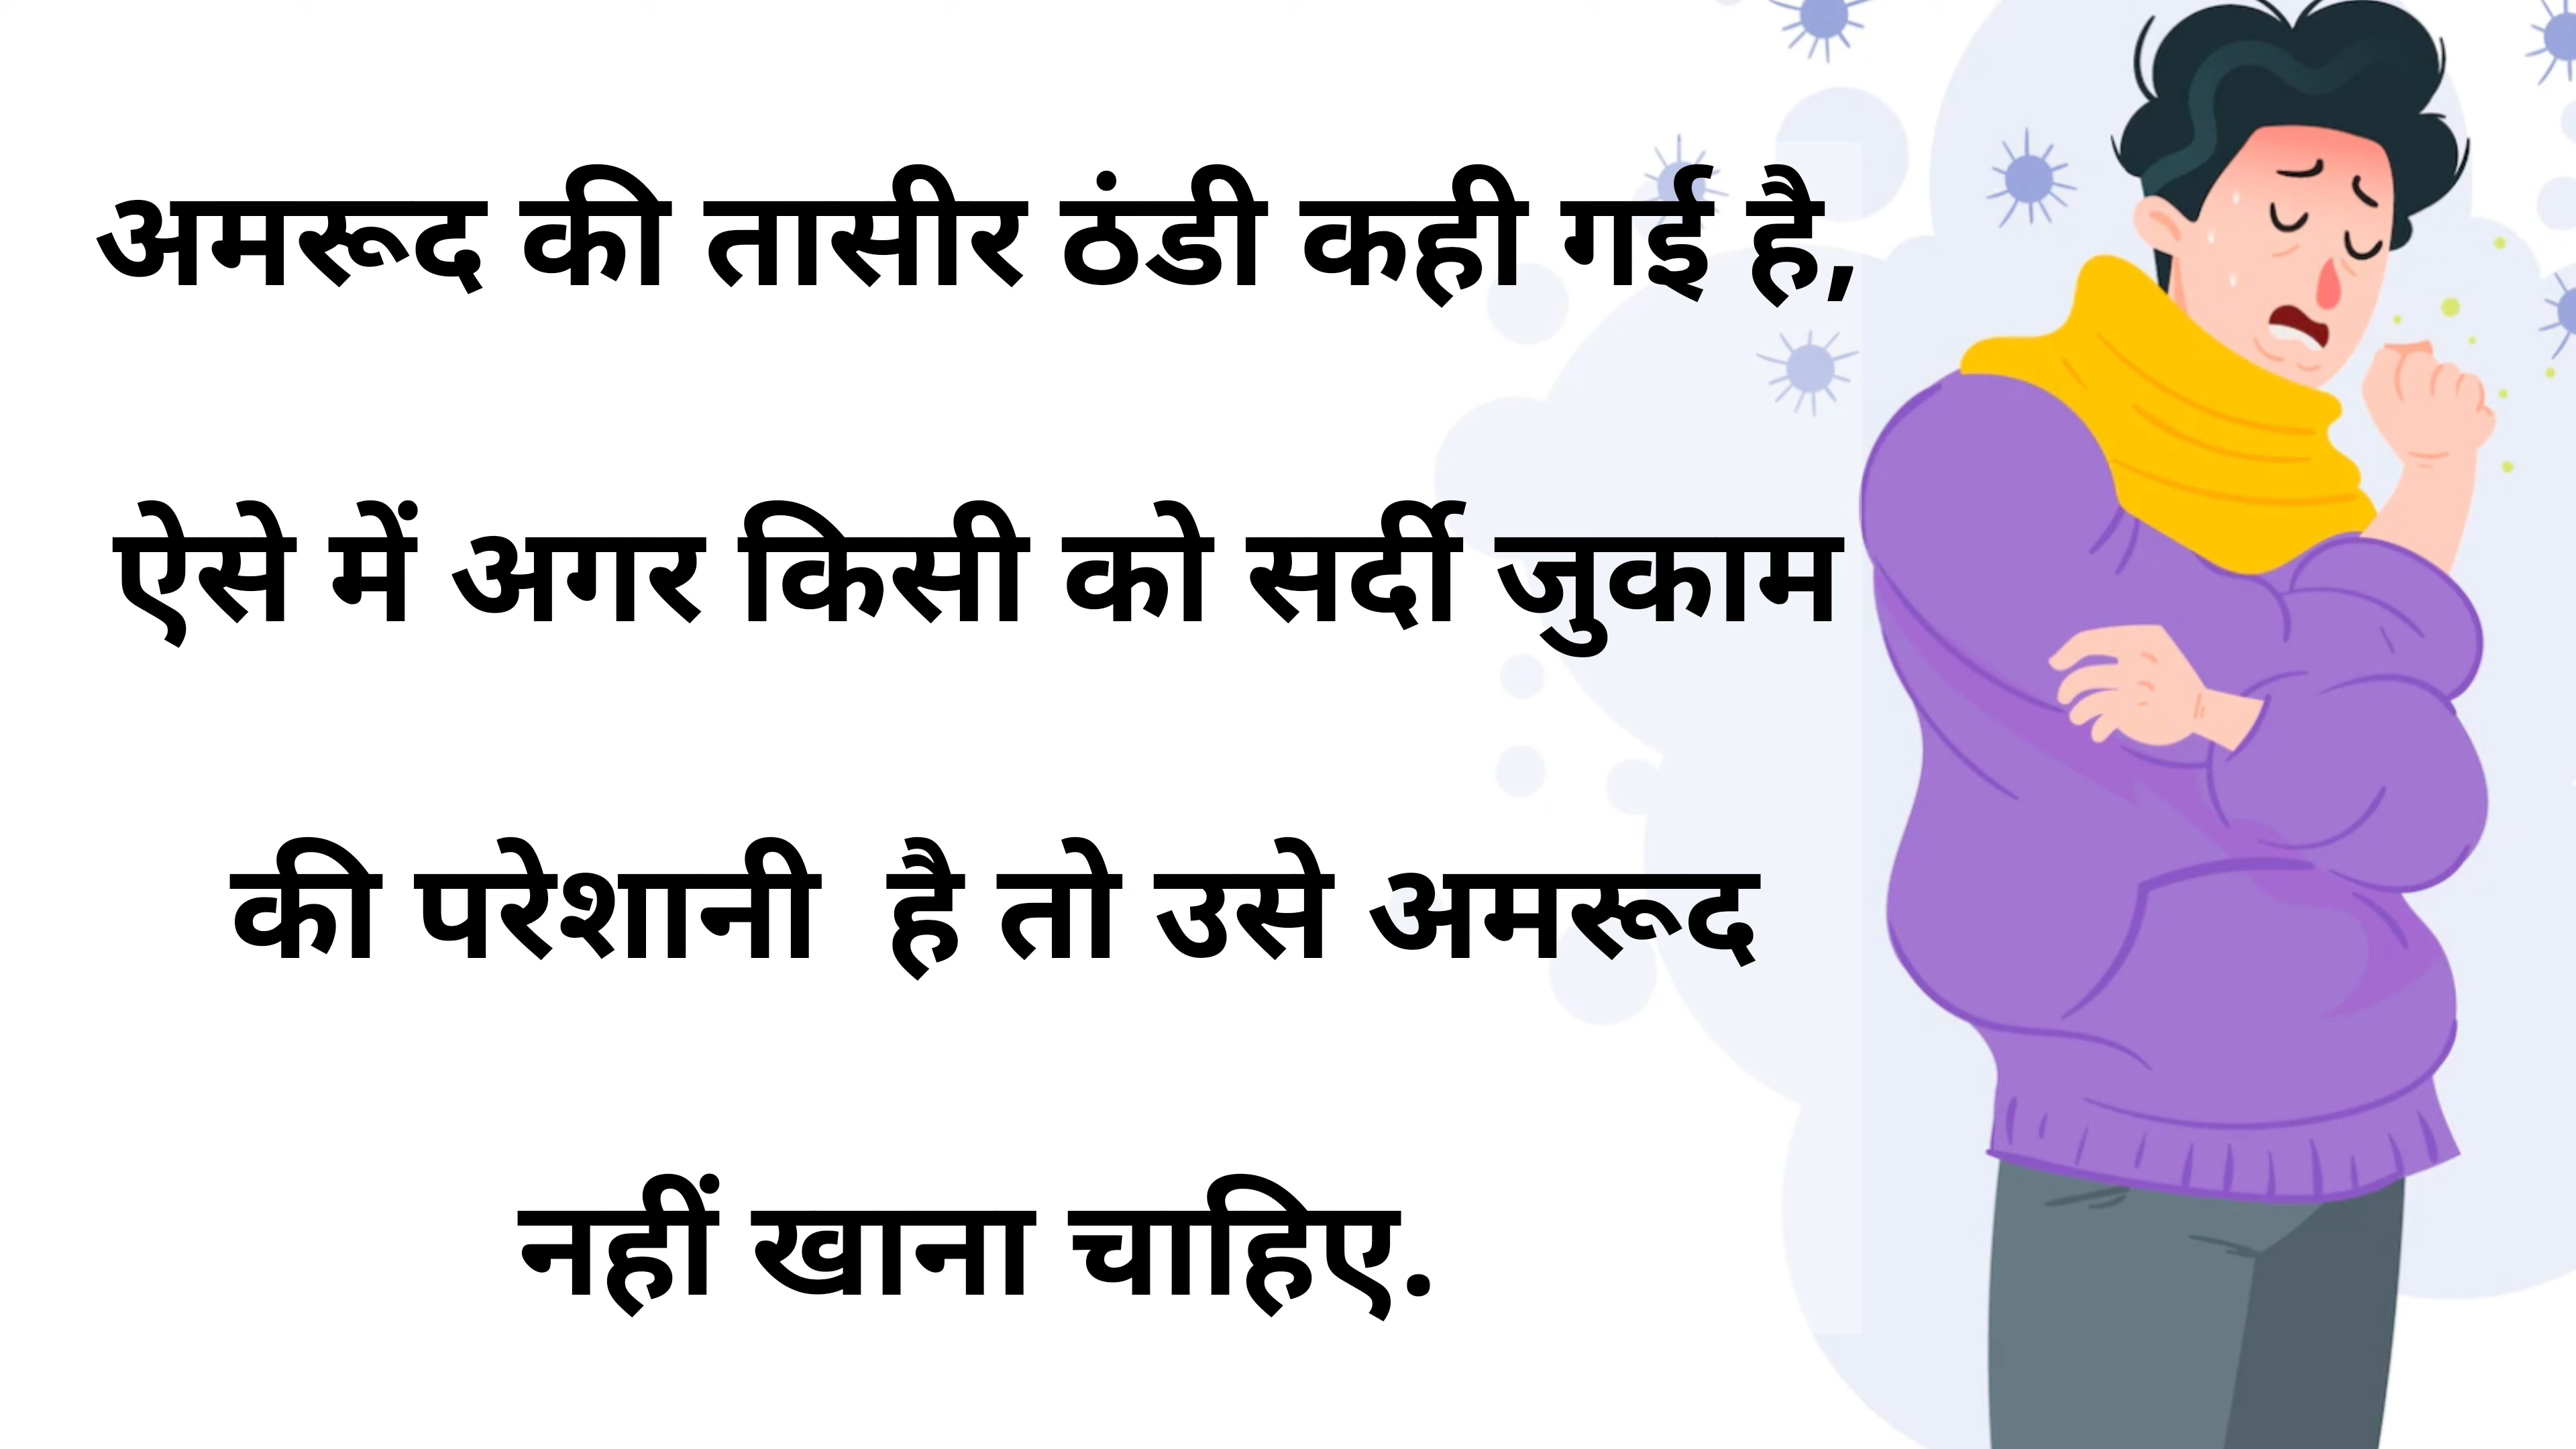 अमरूद की तासीर ठंडी कही गई है,
ऐसे में अगर किसी को सर्दी जुकाम
की परेशानी  है तो उसे अमरूद
नहीं खाना चाहिए.